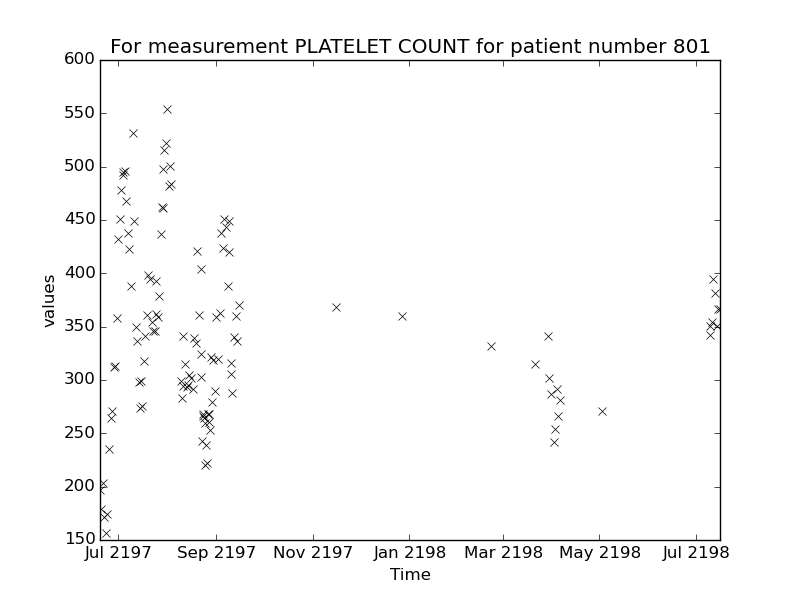 For measurement PLATELET COUNT for patient number 801
600
550
500
450
400
350
300
250
200
150
values
Jul 2197 Sep 2197 Nov 2197 Jan 2198 Mar 2198 May 2198 Jul 2198
Time